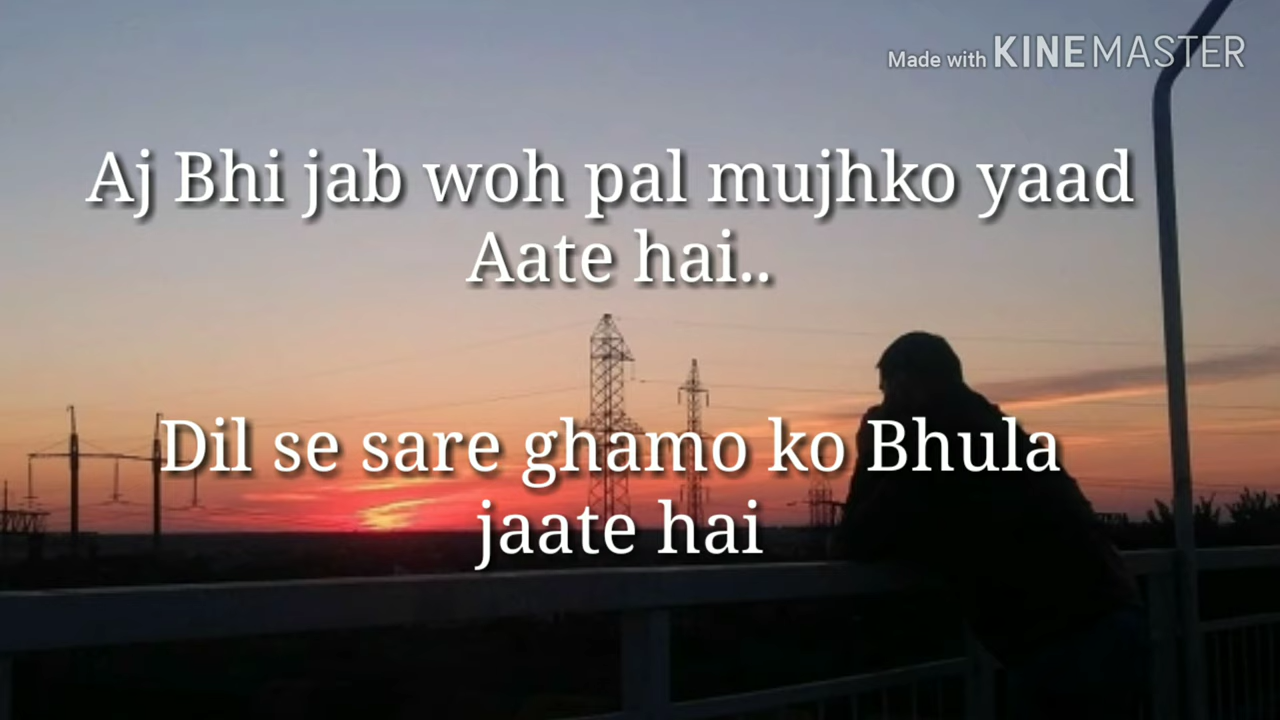 Made with KINEMASTER
Aj Bhi jab woh pal mujhko yaad
Aate hai..
Dil se sare ghamo ko Bhula
jaate hai